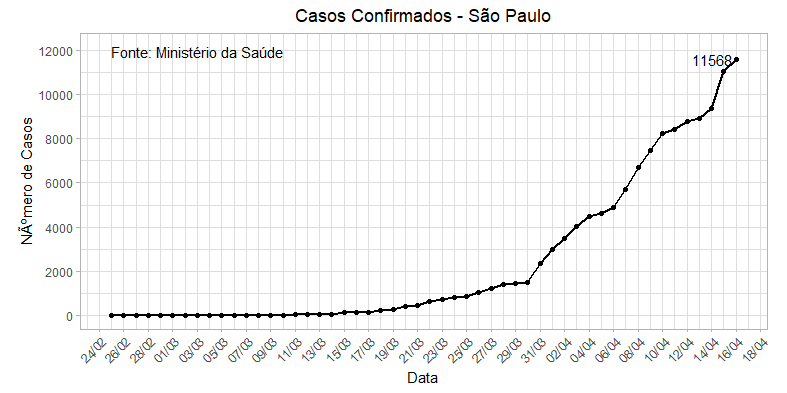 Casos Confirmados - São Paulo
Fonte: Ministério da Saúde
11568
NÃºmero de Casos
12000
10000
8000
6000
4000
2000
0
24/02 26/02 28/02 01/03 03/03 05/03 07/03 09/03 11/03 13/03 15/03 17/03 19/03 21/03 23/03 25/03 27/03 29/03 31/03 02/04 04/04 06/04 08/04 10/04 12/04 14/04 16/04 18/04
Data